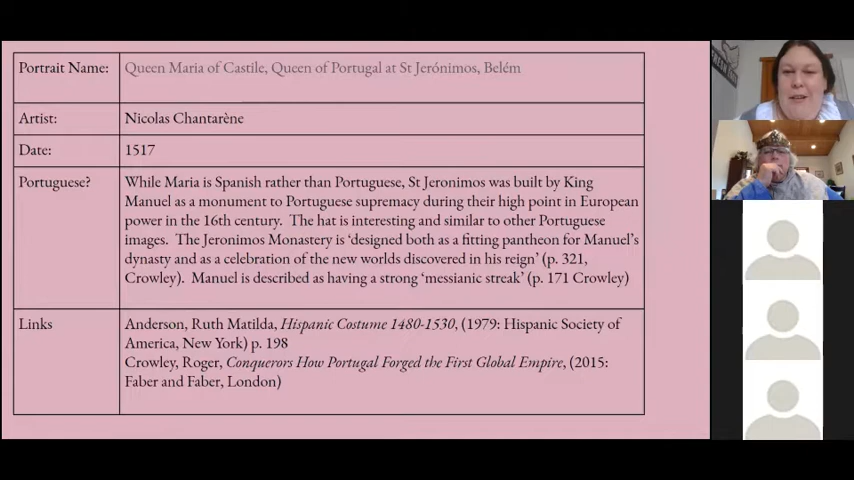 Portrait Name: Queen Maria of Castile, Queen of Portugal at St Jerónimos, Belém
Artist: Nicolas Chantarène
Date: 1517
Portuguese? While Maria is Spanish rather than Portuguese, St Jeronimos was built by King
Manuel as a monument to Portuguese supremacy during their high point in European
power in the 16th century. The hat is interesting and similar to other Portuguese
images. The Jeronimos Monastery is ‘designed both as a fitting pantheon for Manuel’s
dynasty and as a celebration of the new worlds discovered in his reign’ (p. 321,
Crowley). Manuel is described as having a strong ‘messianic streak’ (p. 171 Crowley)
Links Anderson, Ruth Matilda, Hispanic Costume 1480-1530, (1979: Hispanic Society of
America, New York) p. 198
Crowley, Roger, Conquerors How Portugal Forged the First Global Empire, (2015:
Faber and Faber, London)